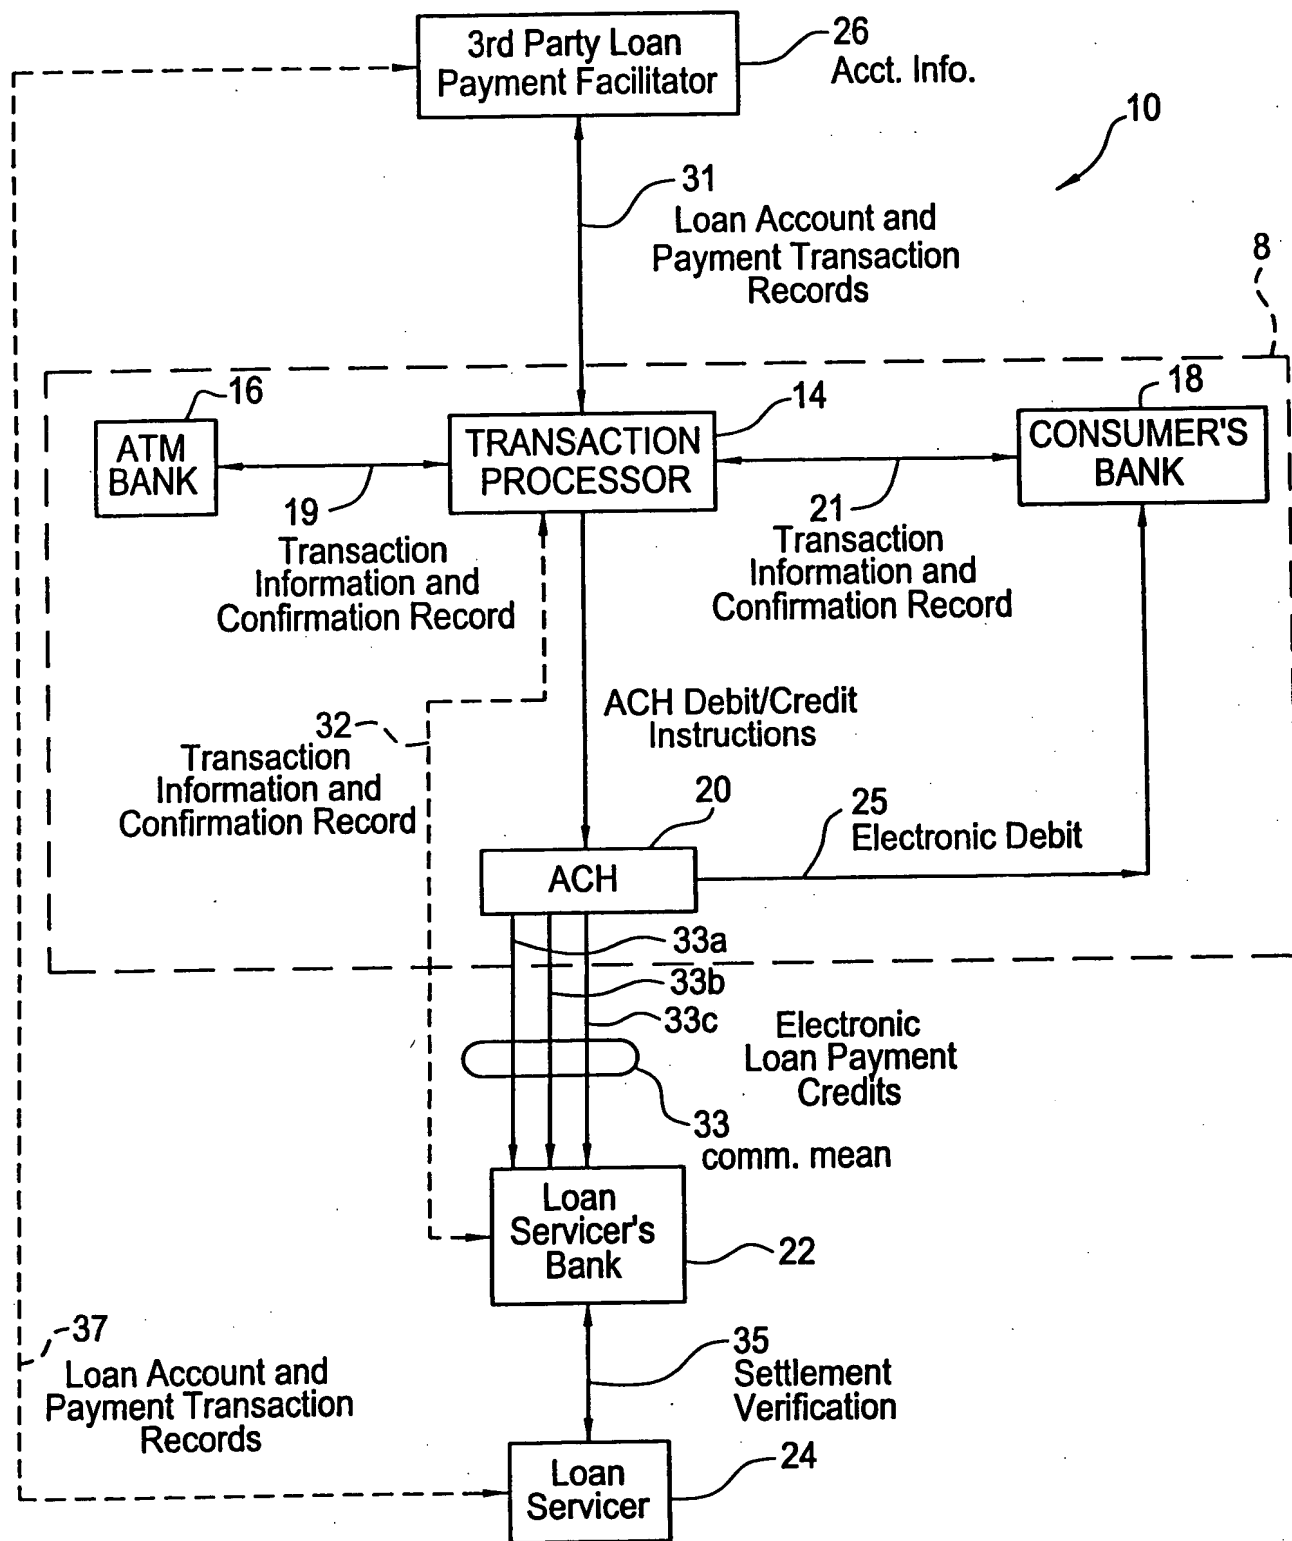 3rd Party Loan
Payment Facilitator
26
Acct. Info.
10
31
Loan Account and
Payment Transaction
Records
8
16
ATM
BANK
TRANSACTION
PROCESSOR
14
18
CONSUMER'S
BANK
19
Transaction
Information and
Confirmation Record
21
Transaction
Information and
Confirmation Record
ACH Debit/Credit
Instructions
32
Transaction
Information and
Confirmation Record
20
ACH
25
Electronic Debit
33a
33b
33c
Electronic
Loan Payment
Credits
33
comm. mean
Loan
Servicer's
Bank
22
37
Loan Account and
Payment Transaction
Records
35
Settlement
Verification
Loan
Servicer
24